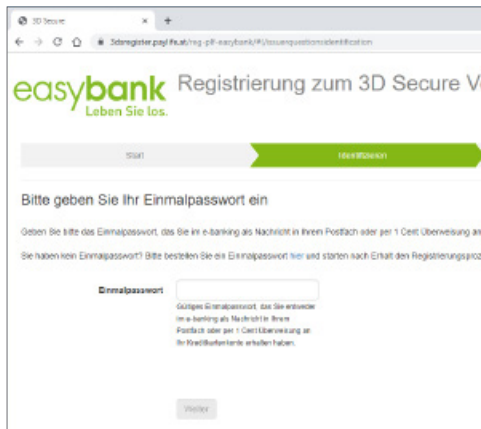 3D Secure
3dsregister.paylife.at/reg-plf-easybank/#/issuerquestionsidentification
easybank
Leben Sie los.
Registrierung zum 3D Secure V
Start
Identifizieren
Bitte geben Sie Ihr Einmalpasswort ein
Geben Sie bitte das Einmalpasswort, das Sie im e-banking als Nachricht in Ihrem Postfach oder per 1 Cent Überweisung an
Sie haben kein Einmalpasswort? Bitte bestellen Sie ein Einmalpasswort hier und starten nach Erhalt den Registrierungsproz
Einmalpasswort
Gültiges Einmalpasswort, das Sie entweder
im e-banking als Nachricht in Ihrem
Postfach oder per 1 Cent Überweisung an
Ihr Kreditkartenkonto erhalten haben.
Weiter